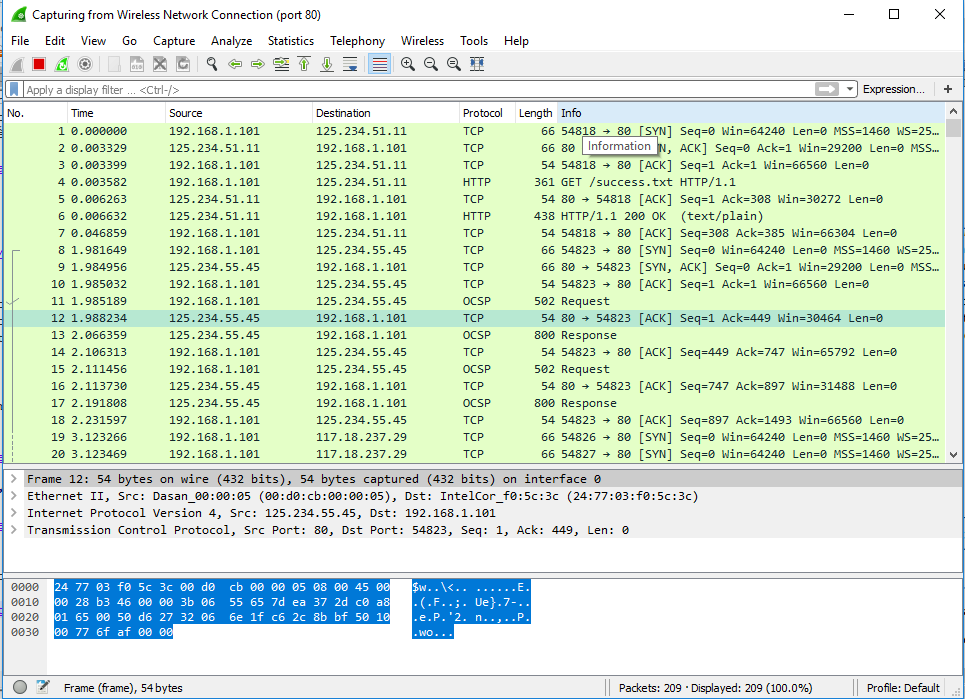 Capturing from Wireless Network Connection (port 80)
File Edit View Go Capture Analyze Statistics Telephony Wireless Tools Help
Apply a display filter ... <Ctrl-/> Expression... +
No. Time Source Destination Protocol Length Info
1 0.000000 192.168.1.101 125.234.51.11 TCP 66 54818 → 80 [SYN] Seq=0 Win=64240 Len=0 MSS=1460 WS=25…
2 0.003329 125.234.51.11 192.168.1.101 TCP 66 80 N, ACK] Seq=0 Ack=1 Win=29200 Len=0 MSS…
Information
3 0.003399 192.168.1.101 125.234.51.11 TCP 54 54818 → 80 [ACK] Seq=1 Ack=1 Win=66560 Len=0
4 0.003582 192.168.1.101 125.234.51.11 HTTP 361 GET /success.txt HTTP/1.1
5 0.006263 125.234.51.11 192.168.1.101 TCP 54 80 → 54818 [ACK] Seq=1 Ack=308 Win=30272 Len=0
6 0.006632 125.234.51.11 192.168.1.101 HTTP 438 HTTP/1.1 200 OK (text/plain)
7 0.046859 192.168.1.101 125.234.51.11 TCP 54 54818 → 80 [ACK] Seq=308 Ack=385 Win=66304 Len=0
8 1.981649 192.168.1.101 125.234.55.45 TCP 66 54823 → 80 [SYN] Seq=0 Win=64240 Len=0 MSS=1460 WS=25…
9 1.984956 125.234.55.45 192.168.1.101 TCP 66 80 → 54823 [SYN, ACK] Seq=0 Ack=1 Win=29200 Len=0 MSS…
10 1.985032 192.168.1.101 125.234.55.45 TCP 54 54823 → 80 [ACK] Seq=1 Ack=1 Win=66560 Len=0
11 1.985189 192.168.1.101 125.234.55.45 OCSP 502 Request
12 1.988234 125.234.55.45 192.168.1.101 TCP 54 80 → 54823 [ACK] Seq=1 Ack=449 Win=30464 Len=0
13 2.066359 125.234.55.45 192.168.1.101 OCSP 800 Response
14 2.106313 192.168.1.101 125.234.55.45 TCP 54 54823 → 80 [ACK] Seq=449 Ack=747 Win=65792 Len=0
15 2.111456 192.168.1.101 125.234.55.45 OCSP 502 Request
16 2.113730 125.234.55.45 192.168.1.101 TCP 54 80 → 54823 [ACK] Seq=747 Ack=897 Win=31488 Len=0
17 2.191808 125.234.55.45 192.168.1.101 OCSP 800 Response
18 2.231597 192.168.1.101 125.234.55.45 TCP 54 54823 → 80 [ACK] Seq=897 Ack=1493 Win=66560 Len=0
19 3.123266 192.168.1.101 117.18.237.29 TCP 66 54826 → 80 [SYN] Seq=0 Win=64240 Len=0 MSS=1460 WS=25…
20 3.123469 192.168.1.101 117.18.237.29 TCP 66 54827 → 80 [SYN] Seq=0 Win=64240 Len=0 MSS=1460 WS=25…
Frame 12: 54 bytes on wire (432 bits), 54 bytes captured (432 bits) on interface 0
Ethernet II, Src: Dasan_00:00:05 (00:d0:cb:00:00:05), Dst: IntelCor_f0:5c:3c (24:77:03:f0:5c:3c)
Internet Protocol Version 4, Src: 125.234.55.45, Dst: 192.168.1.101
Transmission Control Protocol, Src Port: 80, Dst Port: 54823, Seq: 1, Ack: 449, Len: 0
0000 24 77 03 f0 5c 3c 00 d0 cb 00 00 05 08 00 45 00 $w..\<.. ......E.
0010 00 28 b3 46 00 00 3b 06 55 65 7d ea 37 2d c0 a8 .(.F..;. Ue}.7-..
0020 01 65 00 50 d6 27 32 06 6e 1f c6 2c 8b bf 50 10 .e.P.'2. n..,..P.
0030 00 77 6f af 00 00 .wo...
Frame (frame), 54 bytes Packets: 209 · Displayed: 209 (100.0%) Profile: Default